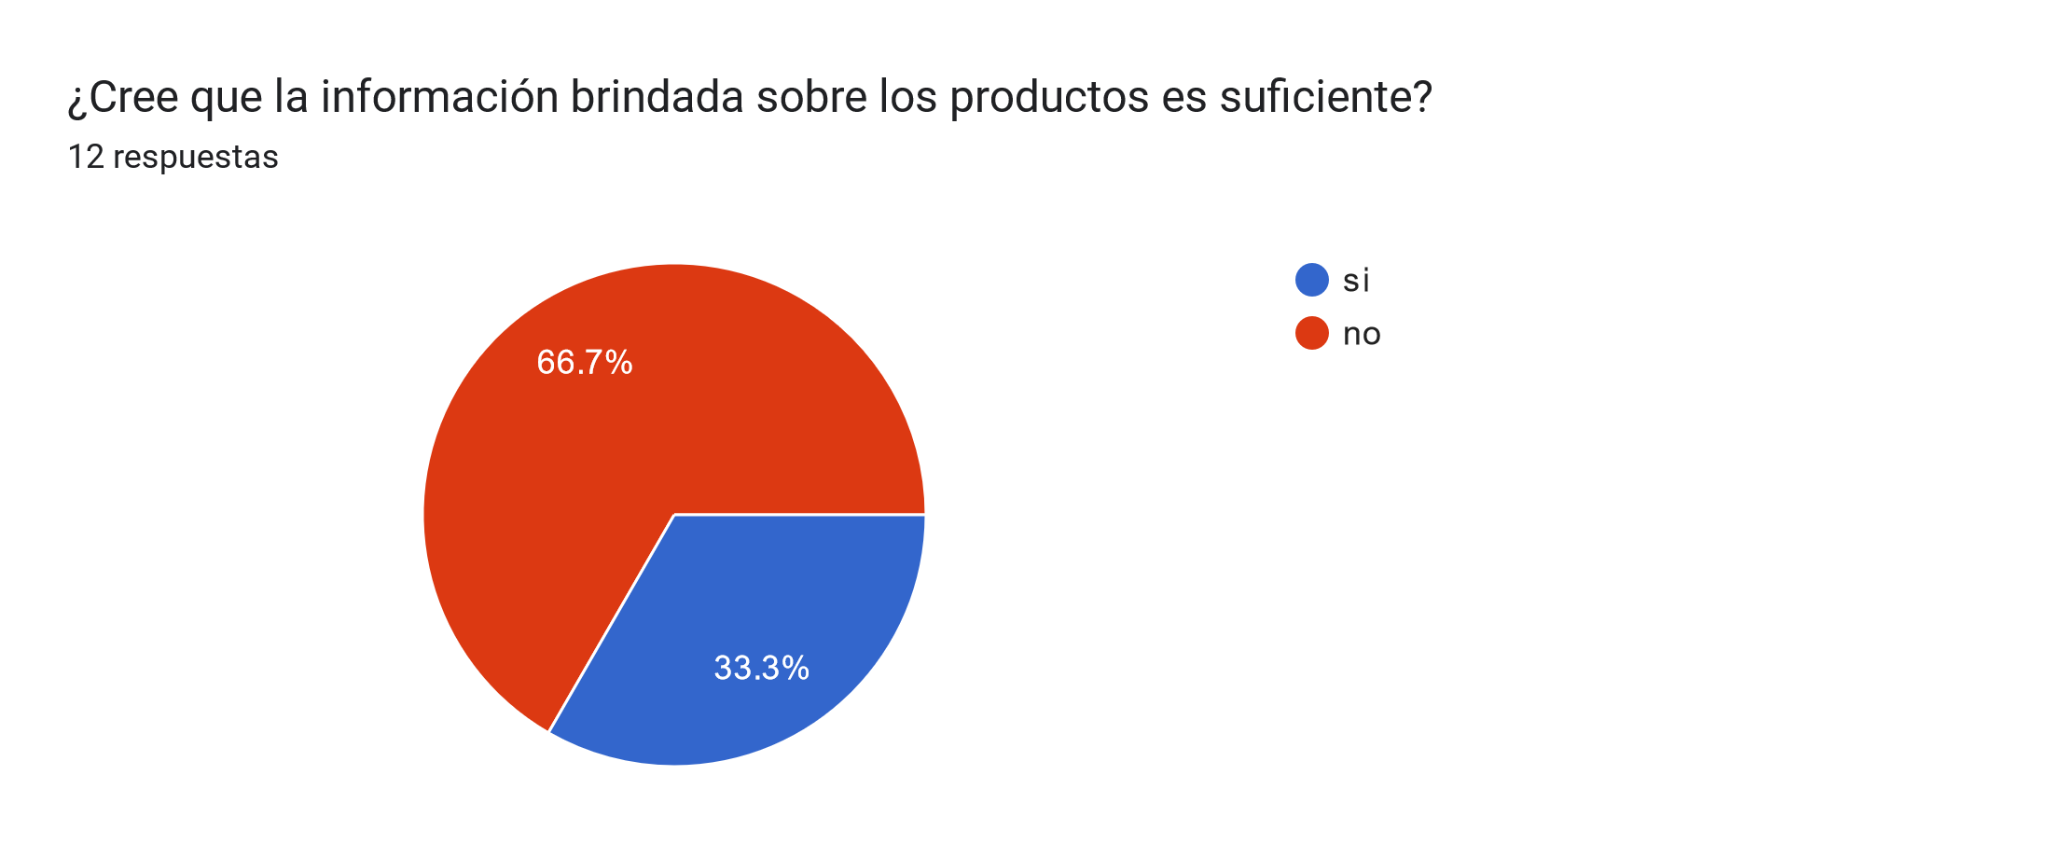 ¿Cree que la información brindada sobre los productos es suficiente?
12 respuestas
si
no
66.7%
33.3%